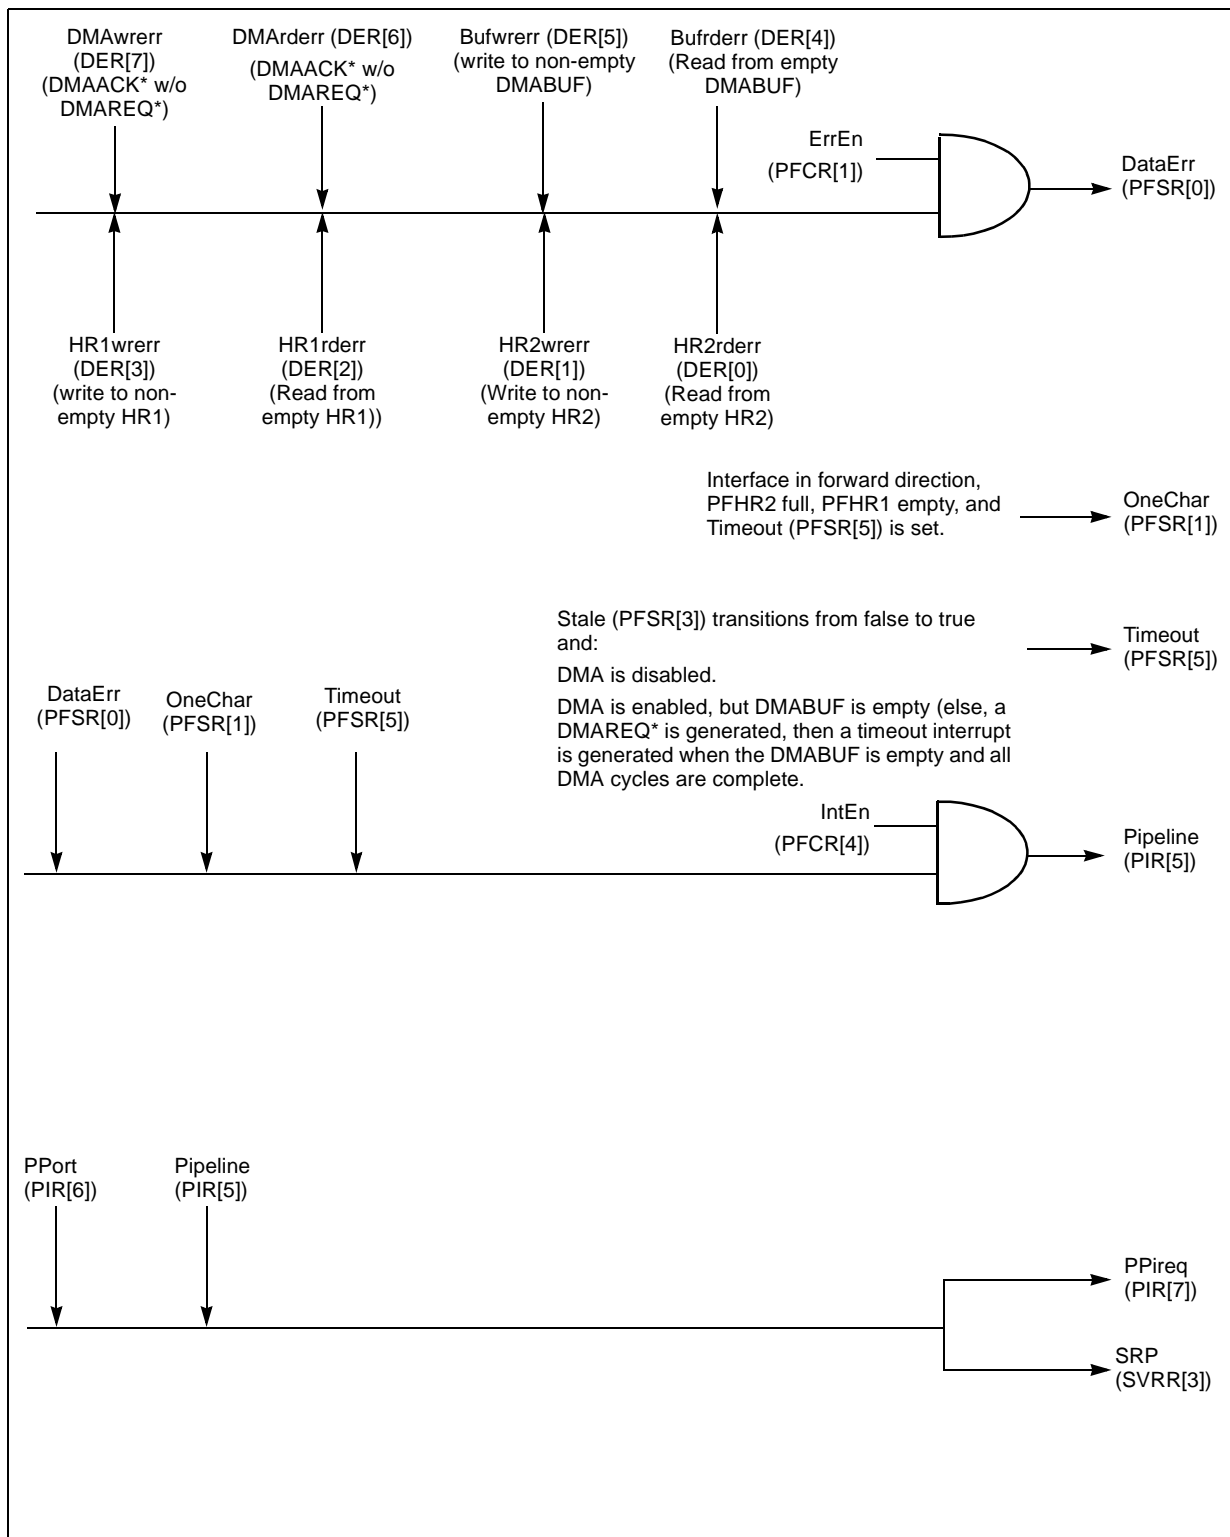 DMAwrerr
(DER[7])
(DMAACK* w/o
DMAREQ*)
DMArderr (DER[6])
(DMAACK* w/o
DMAREQ*)
Bufwrerr (DER[5])
(write to non-empty
DMABUF)
Bufrderr (DER[4])
(Read from empty
DMABUF)
ErrEn
(PFCR[1])
DataErr
(PFSR[0])
HR1wrerr
(DER[3])
(write to non-
empty HR1)
HR1rderr
(DER[2])
(Read from
empty HR1))
HR2wrerr
(DER[1])
(Write to non-
empty HR2)
HR2rderr
(DER[0])
(Read from
empty HR2)
Interface in forward direction,
PFHR2 full, PFHR1 empty, and
Timeout (PFSR[5]) is set.
OneChar
(PFSR[1])
Stale (PFSR[3]) transitions from false to true
and:
DMA is disabled.
DMA is enabled, but DMABUF is empty (else, a
DMAREQ* is generated, then a timeout interrupt
is generated when the DMABUF is empty and all
DMA cycles are complete.
Timeout
(PFSR[5])
DataErr
(PFSR[0])
OneChar
(PFSR[1])
Timeout
(PFSR[5])
IntEn
(PFCR[4])
Pipeline
(PIR[5])
PPort
(PIR[6])
Pipeline
(PIR[5])
PPireq
(PIR[7])
SRP
(SVRR[3])